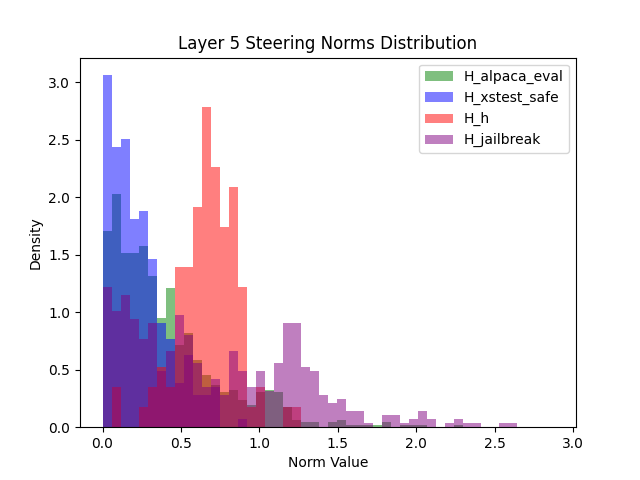 Layer 5 Steering Norms Distribution
H_alpaca_eval
H_xstest_safe
H_h
H_jailbreak
3.0
2.5
2.0
1.5
1.0
0.5
0.0
Density
0.0 0.5 1.0 1.5 2.0 2.5 3.0
Norm Value